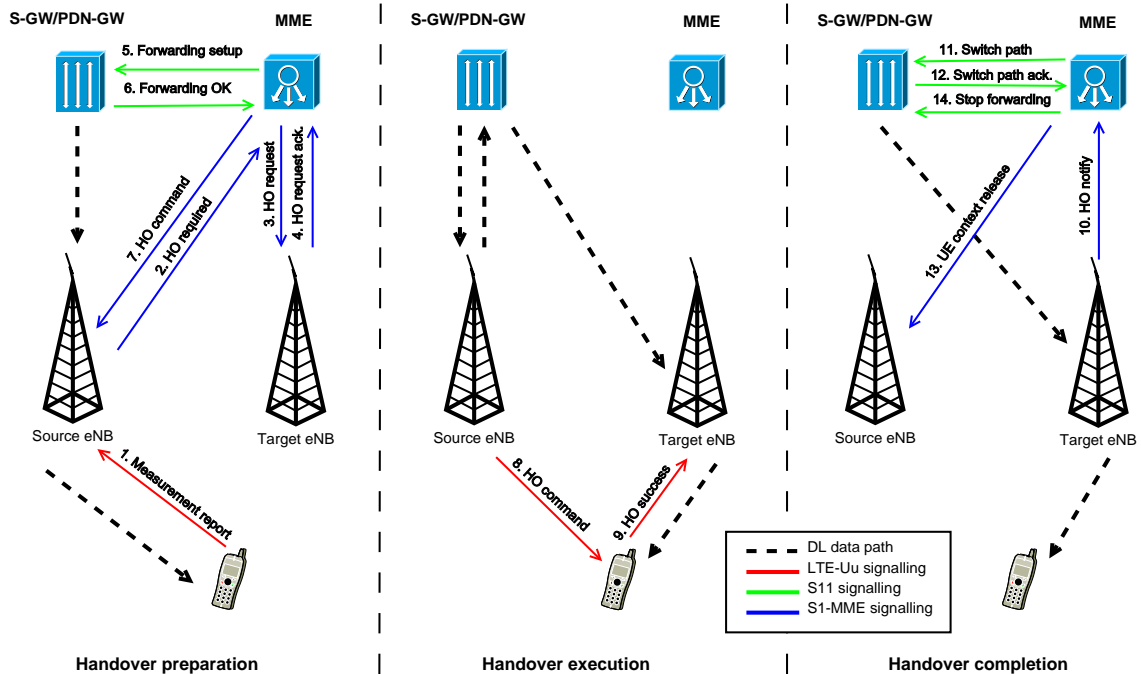 S-GW/PDN-GW
MME
5. Forwarding setup
6. Forwarding OK
7. HO command
2. HO required
3. HO request
4. HO request ack.
Source eNB
Target eNB
1. Measurement report
Handover preparation
S-GW/PDN-GW
MME
Source eNB
Target eNB
8. HO command
9. HO success
Handover execution
S-GW/PDN-GW
MME
11. Switch path
12. Switch path ack.
14. Stop forwarding
13. UE context release
10. HO notify
Source eNB
Target eNB
DL data path
LTE-Uu signalling
S11 signalling
S1-MME signalling
Handover completion